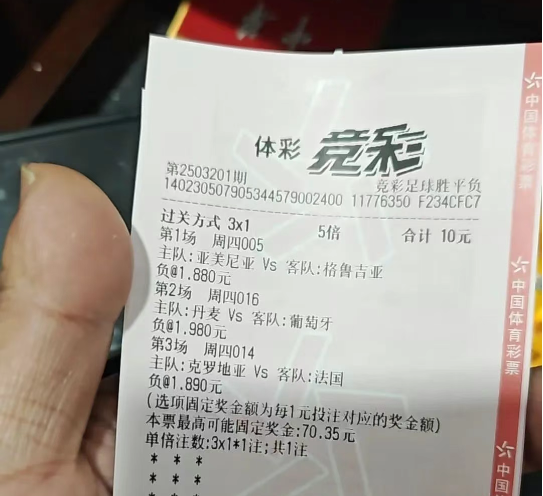 体彩 竞彩
第2503201期 竞彩足球胜平负
140230507905344579002400 11776350 F234CFC7
过关方式 3x1 5倍 合计 10元
第1场 周四005
主队:亚美尼亚 Vs 客队:格鲁吉亚
负@1.880元
第2场 周四016
主队:丹麦 Vs 客队:葡萄牙
负@1.980元
第3场 周四014
主队:克罗地亚 Vs 客队:法国
负@1.890元
(选项固定奖金额为每1元投注对应的奖金额)
本票最高可能固定奖金:70.35元
单倍注数:3x1*1注;共1注
* * *
* * *
* * *
中国体育彩票
中国体育彩票
中国